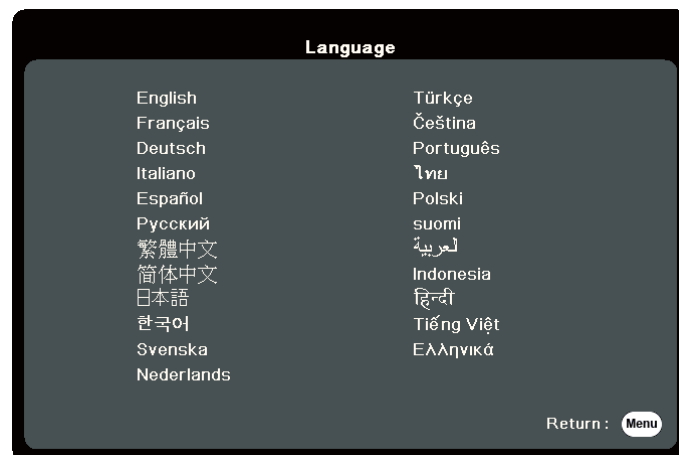 Language
English
Français
Deutsch
Italiano
Español
Русский
繁體中文
简体中文
日本語
한국어
Svenska
Nederlands
Türkçe
Čeština
Português
ไทย
Polski
suomi
العربية
Indonesia
हिन्दी
Tiếng Việt
Ελληνικά
Return : Menu